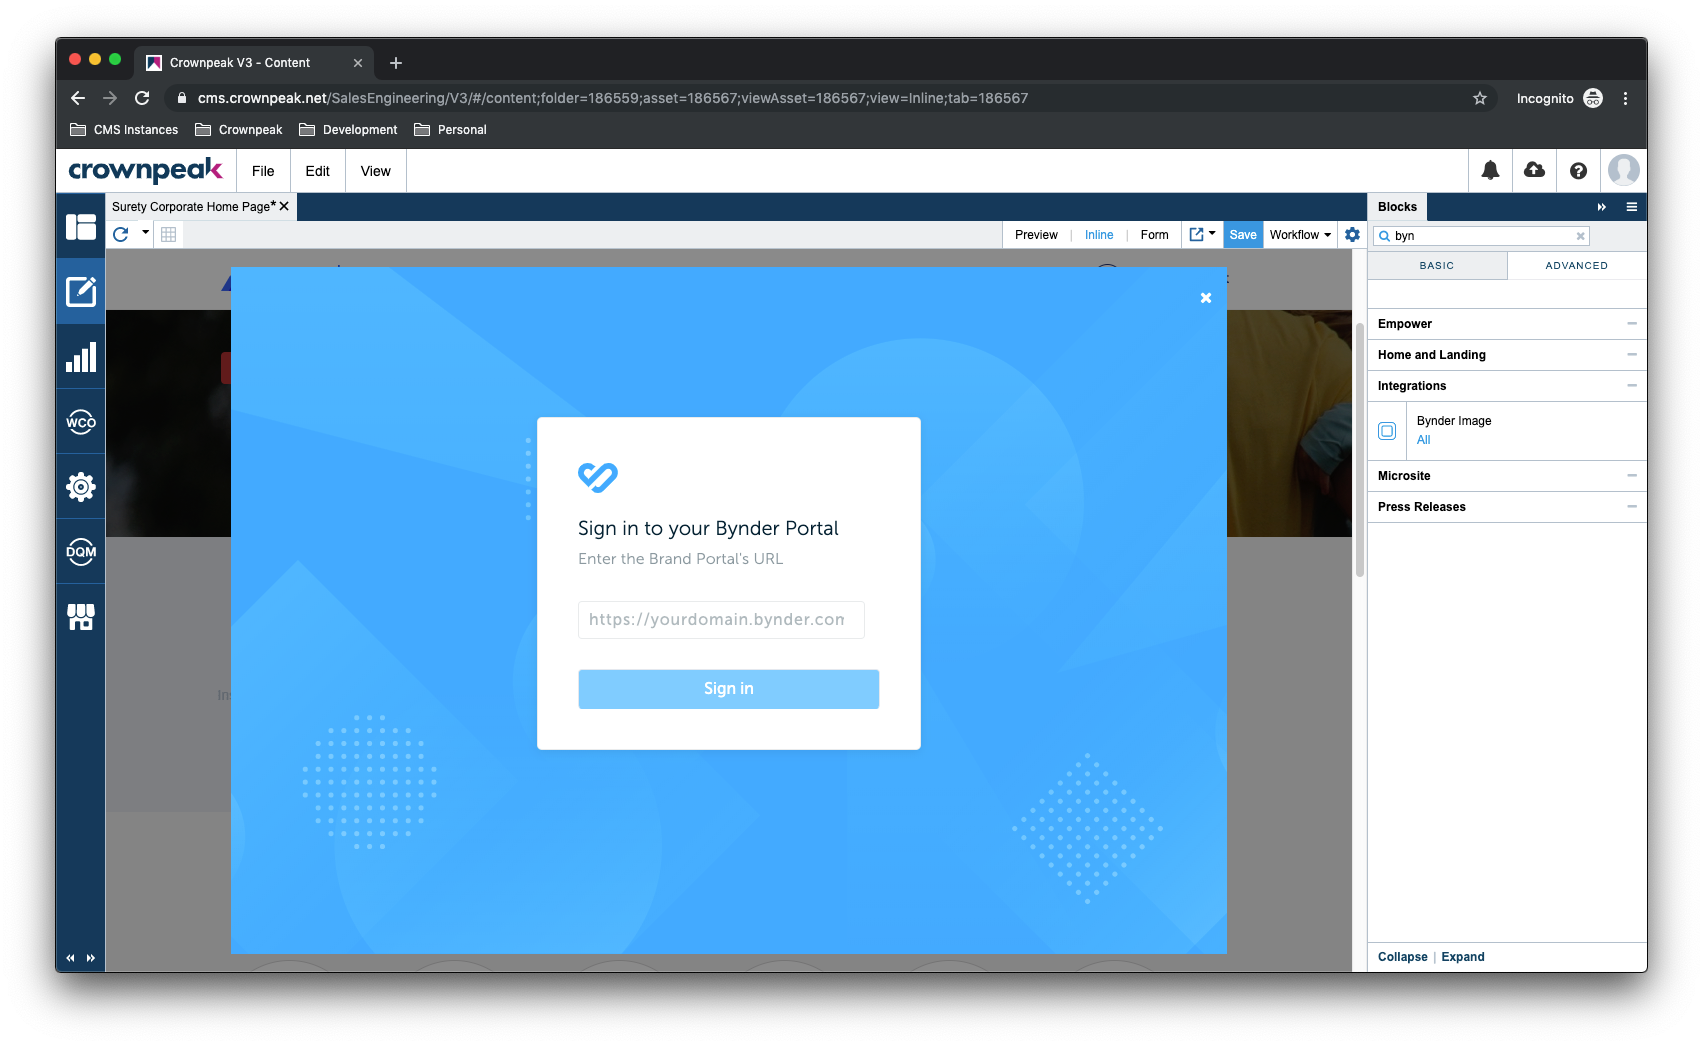 Crownpeak V3 - Content
cms.crownpeak.net/SalesEngineering/V3/#/content;folder=186559;asset=186567;viewAsset=186567;view=Inline;tab=186567
Incognito
CMS Instances
Crownpeak
Development
Personal
crownpeak
File
Edit
View
Surety Corporate Home Page*
Blocks
Preview | Inline | Form
Save
Workflow
byn
BASIC
ADVANCED
Empower
Home and Landing
Integrations
Bynder Image
All
Microsite
Press Releases
WCO
DQM
Sign in to your Bynder Portal
Enter the Brand Portal's URL
https://yourdomain.bynder.com
Sign in
Collapse | Expand